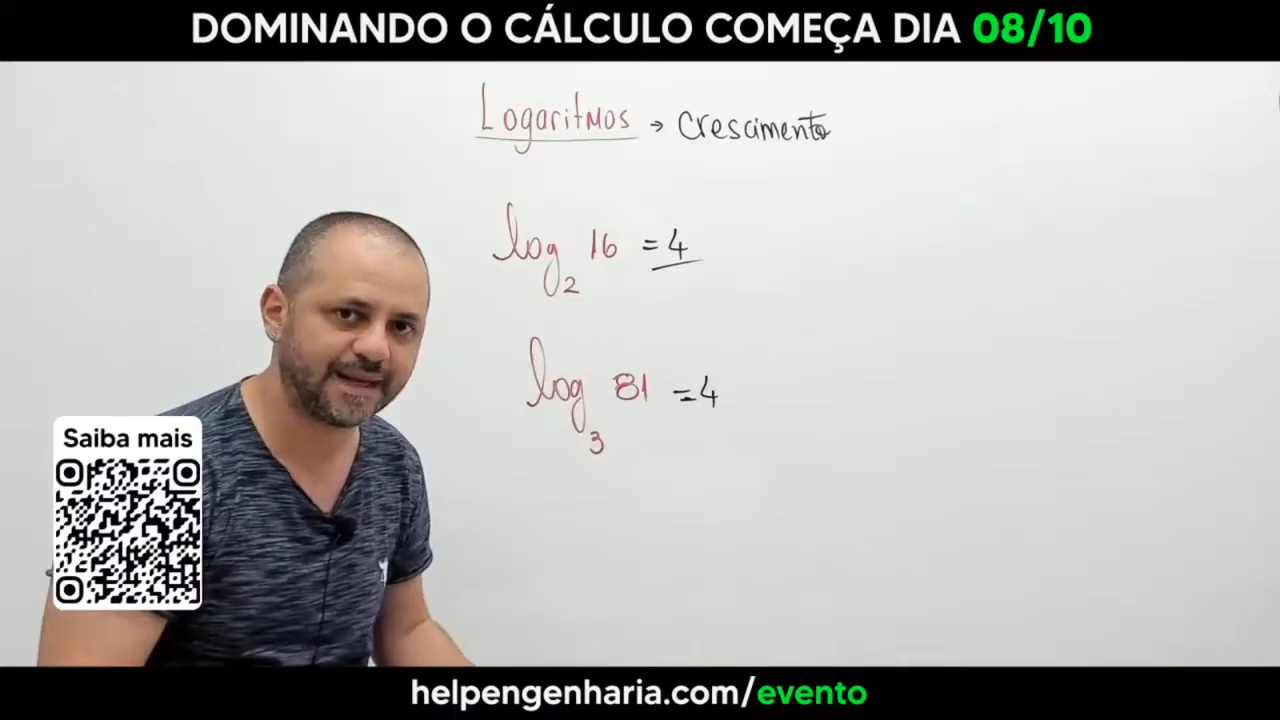 DOMINANDO O CÁLCULO COMEÇA DIA 08/10
Logaritmos → Crescimento
log₂ 16 = 4
log₃ 81 = 4
Saiba mais
helpengenharia.com/evento